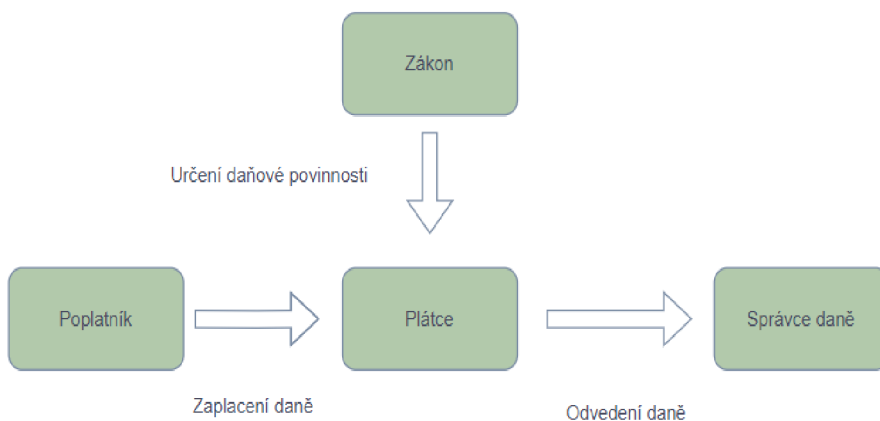 Zákon
Určení daňové povinnosti
Poplatník
Plátce
Správce daně
Zaplacení daně
Odvedení daně